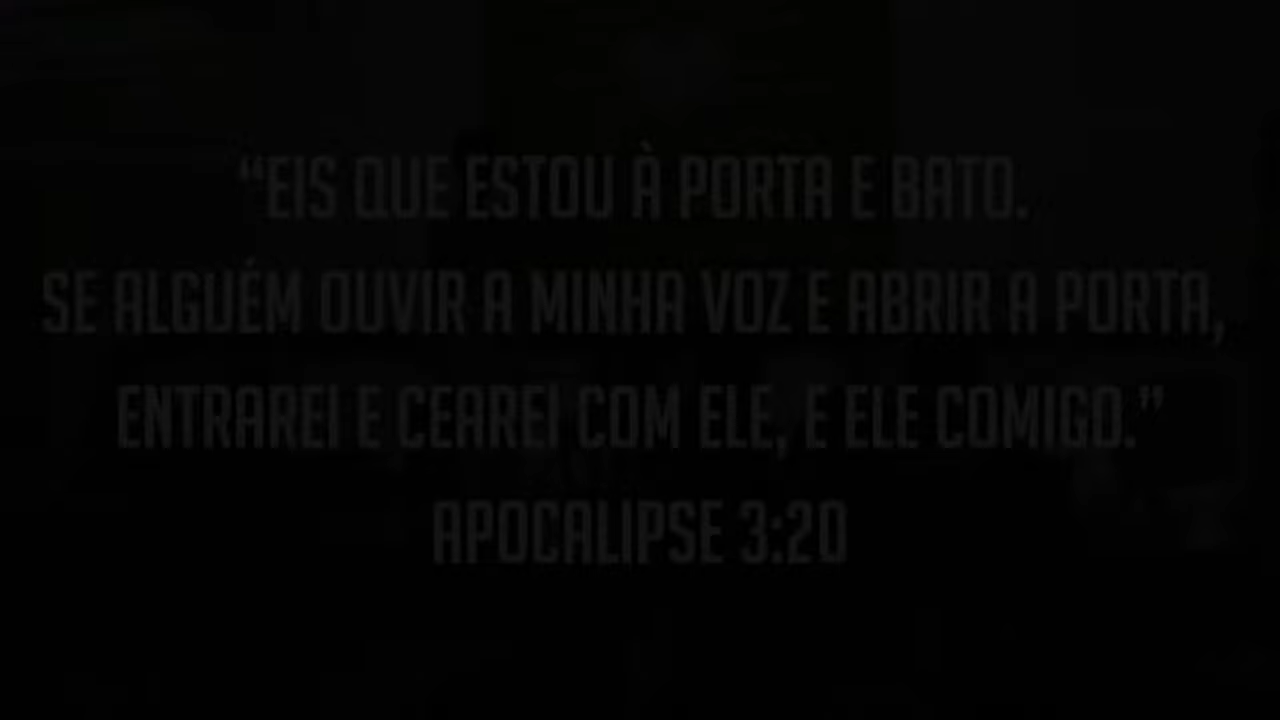 “EIS QUE ESTOU À PORTA E BATO.
SE ALGUÉM OUVIR A MINHA VOZ E ABRIR A PORTA,
ENTRAREI E CEAREI COM ELE, E ELE COMIGO.”
APOCALIPSE 3:20